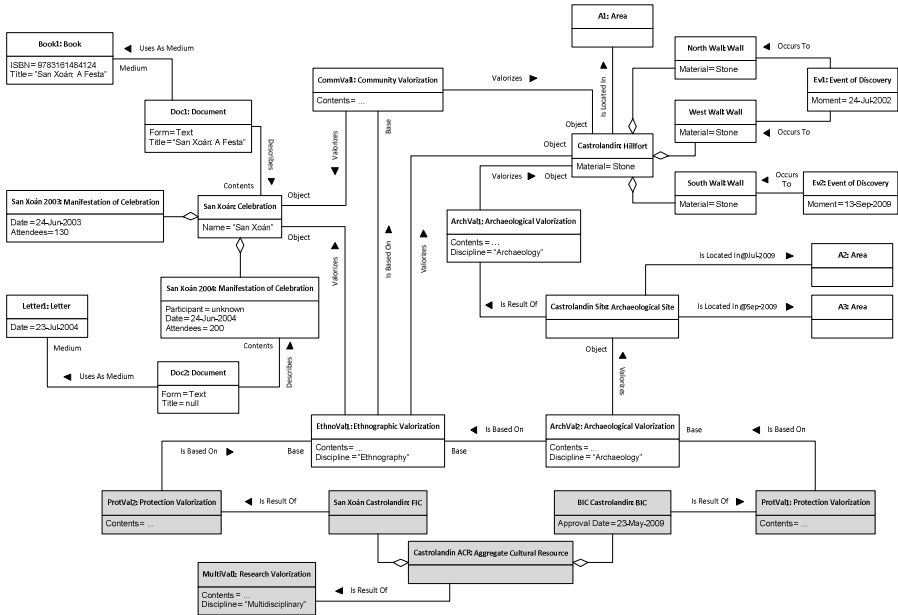 A1: Area
Book1: Book
ISBN= 9783161484124
Title= "San Xoán: A Festa"
Uses As Medium
Medium
Doc1: Document
Form= Text
Title= "San Xoán: A Festa"
Describes
Contents
CommVal1: Community Valorization
Contents = ...
Valorizes
Base
Valorizes
Object
Is Located In
Object
North Wall: Wall
Material= Stone
Occurs To
Ev1: Event of Discovery
Moment= 24-Jul-2002
West Wall: Wall
Material= Stone
Occurs To
Castrolandín: Hillfort
Material= Stone
Object
Valorizes
Object
South Wall: Wall
Material= Stone
Occurs
To
Ev2: Event of Discovery
Moment= 13-Sep-2009
San Xoán 2003: Manifestation of Celebration
Date = 24-Jun-2003
Attendees= 130
San Xoán: Celebration
Name= "San Xoán"
Object
ArchVal1: Archaeological Valorization
Contents = ...
Discipline = "Archaeology"
Valorizes
Is Based On
Valorizes
Is Located In @Jul-2009
A2: Area
San Xoán 2004: Manifestation of Celebration
Participant = unknown
Date= 24-Jun-2004
Attendees= 200
Letter1: Letter
Date= 23-Jul-2004
Medium
Is Result Of
Castrolandín Site: Archaeological Site
Is Located In @Sep-2009
A3: Area
Object
Contents
Describes
Uses As Medium
Doc2: Document
Form= Text
Title= null
Valorizes
EthnoVal1: Ethnographic Valorization
Contents= ...
Discipline= "Ethnography"
Is Based On
Base
Is Based On
Base
ArchVal2: Archaeological Valorization
Contents= ...
Discipline= "Archaeology"
Base
Is Based On
ProtVal2: Protection Valorization
Contents= ...
Is Result Of
San Xoán Castrolandín: FIC
BIC Castrolandín: BIC
Approval Date= 23-May-2009
Is Result Of
ProtVal1: Protection Valorization
Contents= ...
Castrolandín ACR: Aggregate Cultural Resource
MultiVal1: Research Valorization
Contents= ...
Discipline= "Multidisciplinary"
Is Result Of